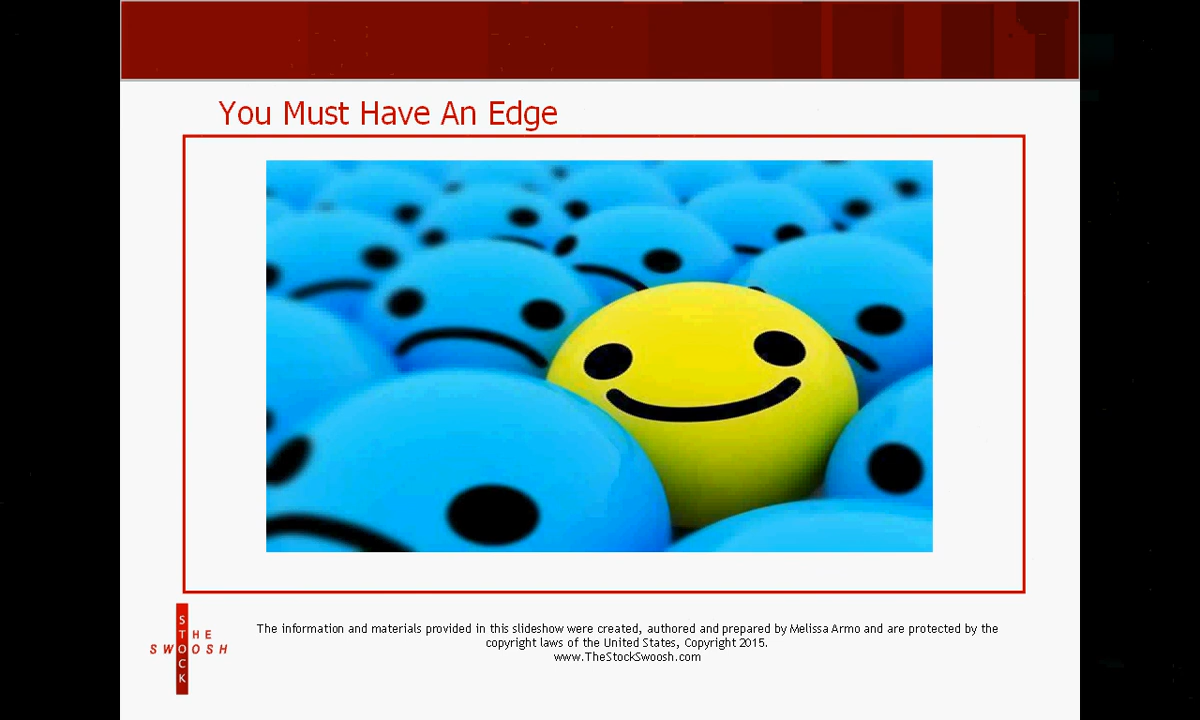 You Must Have An Edge
The information and materials provided in this slideshow were created, authored and prepared by Melissa Armo and are protected by the
copyright laws of the United States, Copyright 2015.
www.TheStockSwoosh.com
THE
STOCK
SWOOSH